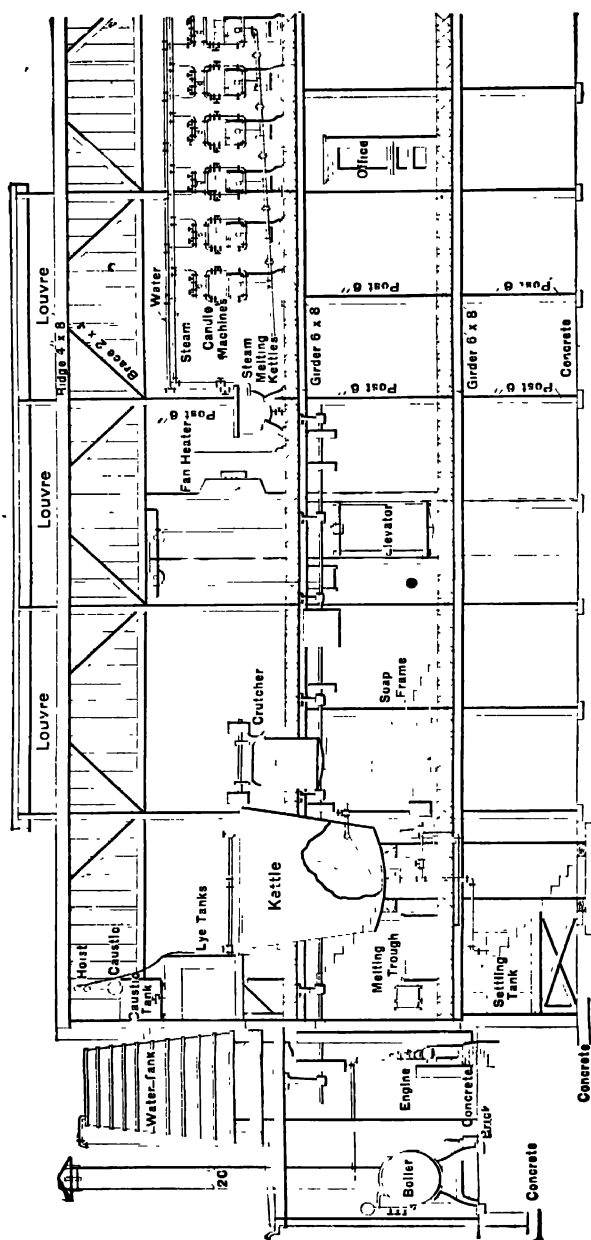 Louvre
Louvre
Louvre
Ridge 4 x 8
Brace 2" x 4"
Hoist
Caustic
Caustic
Tank
Lye Tanks
Water Tank
Water
Steam
Candle
Machines
Steam
Melting
Kettles
Post 6"
Fan Heater
Crutcher
Kettle
Girder 6 x 8
Office
Post 6"
Post 6"
Elevator
Soap
Frame
Melting
Trough
Engine
Concrete
Brick
Boiler
Girder 6 x 8
Post 6"
Post 6"
Settling
Tank
Concrete
Concrete
Concrete